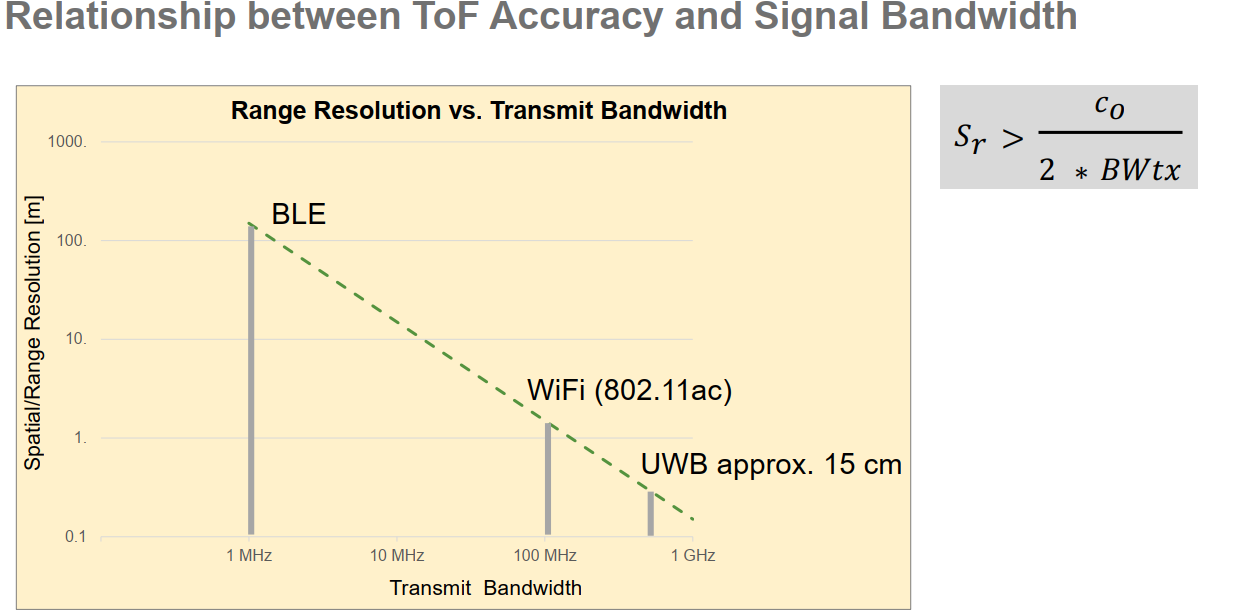 Relationship between ToF Accuracy and Signal Bandwidth
Range Resolution vs. Transmit Bandwidth
1000.
100.
10.
1.
0.1
Spatial/Range Resolution [m]
BLE
WiFi (802.11ac)
UWB approx. 15 cm
1 MHz
10 MHz
100 MHz
1 GHz
Transmit Bandwidth
S_r > c_o / 2 * BWtx